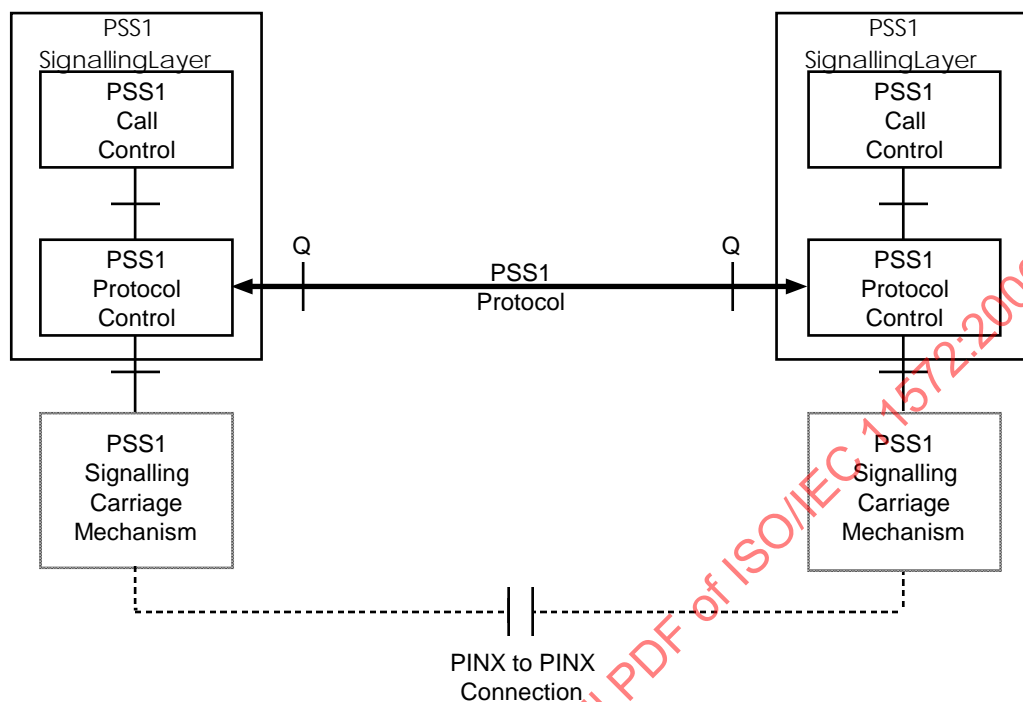 PSS1
SignallingLayer
PSS1
Call
Control
PSS1
Protocol
Control
PSS1
Signalling
Carriage
Mechanism
Q
PSS1
Protocol
Q
PSS1
SignallingLayer
PSS1
Call
Control
PSS1
Protocol
Control
PSS1
Signalling
Carriage
Mechanism
PINX to PINX
Connection
PDF of ISO/IEC 11572:200